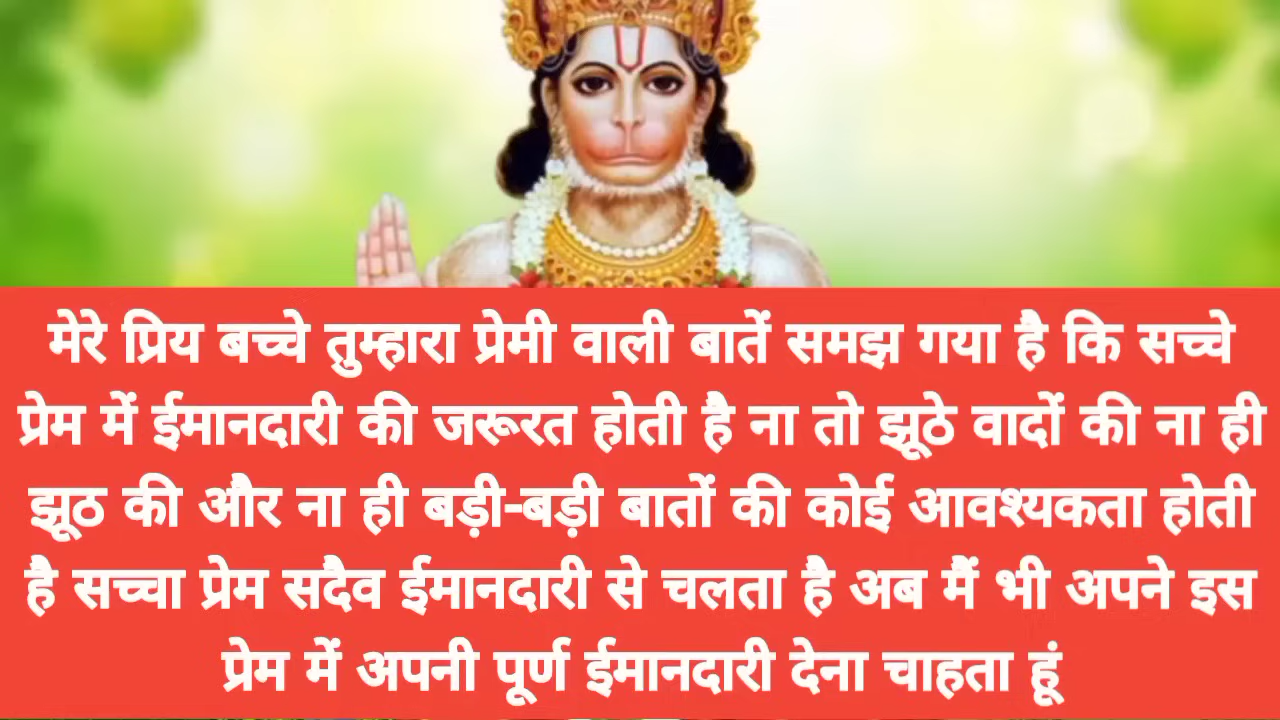 मेरे प्रिय बच्चे तुम्हारा प्रेमी वाली बातें समझ गया है कि सच्चे
प्रेम में ईमानदारी की जरूरत होती है ना तो झूठे वादों की ना ही
झूठ की और ना ही बड़ी-बड़ी बातों की कोई आवश्यकता होती
है सच्चा प्रेम सदैव ईमानदारी से चलता है अब मैं भी अपने इस
प्रेम में अपनी पूर्ण ईमानदारी देना चाहता हूं